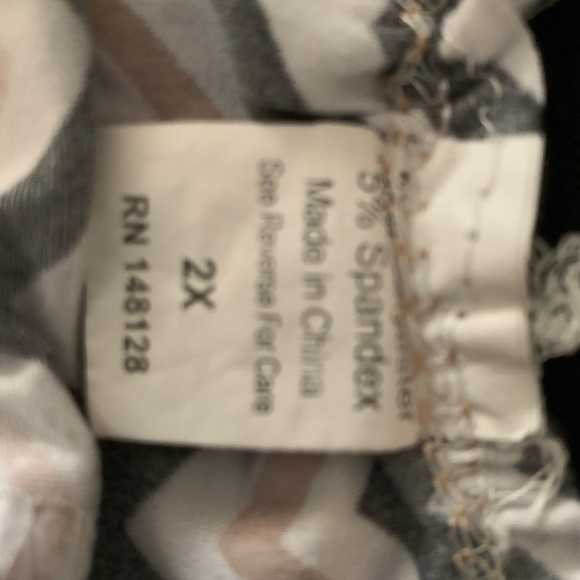 5% Spandex
Made in China
See Reverse For Care
2X
RN 148128